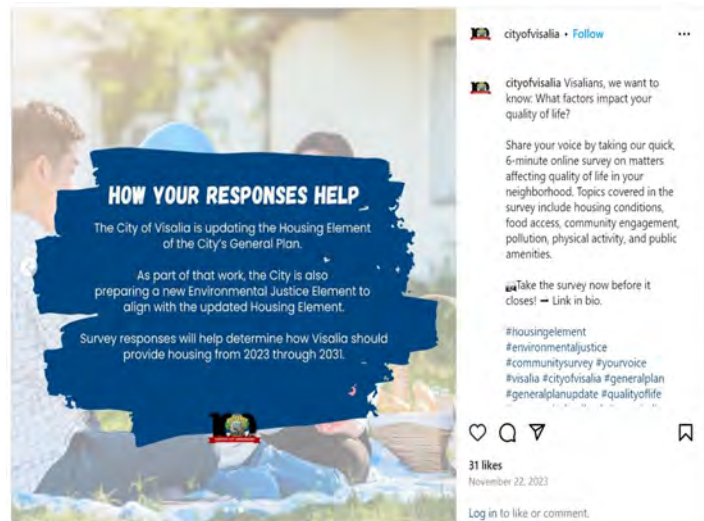 HOW YOUR RESPONSES HELP
The City of Visalia is updating the Housing Element
of the City's General Plan.
As part of that work, the City is also
preparing a new Environmental Justice Element to
align with the updated Housing Element.
Survey responses will help determine how Visalia should
provide housing from 2023 through 2031.
cityofvisalia • Follow
cityofvisalia Visalians, we want to
know: What factors impact your
quality of life?
Share your voice by taking our quick,
6-minute online survey on matters
affecting quality of life in your
neighborhood. Topics covered in the
survey include housing conditions,
food access, community engagement,
pollution, physical activity, and public
amenities.
Take the survey now before it
closes! ➡ Link in bio.
#housingelement
#environmentaljustice
#communitysurvey #yourvoice
#visalia #cityofvisalia #generalplan
#generalplanupdate #qualityoflife
31 likes
November 22, 2023
Log in to like or comment.